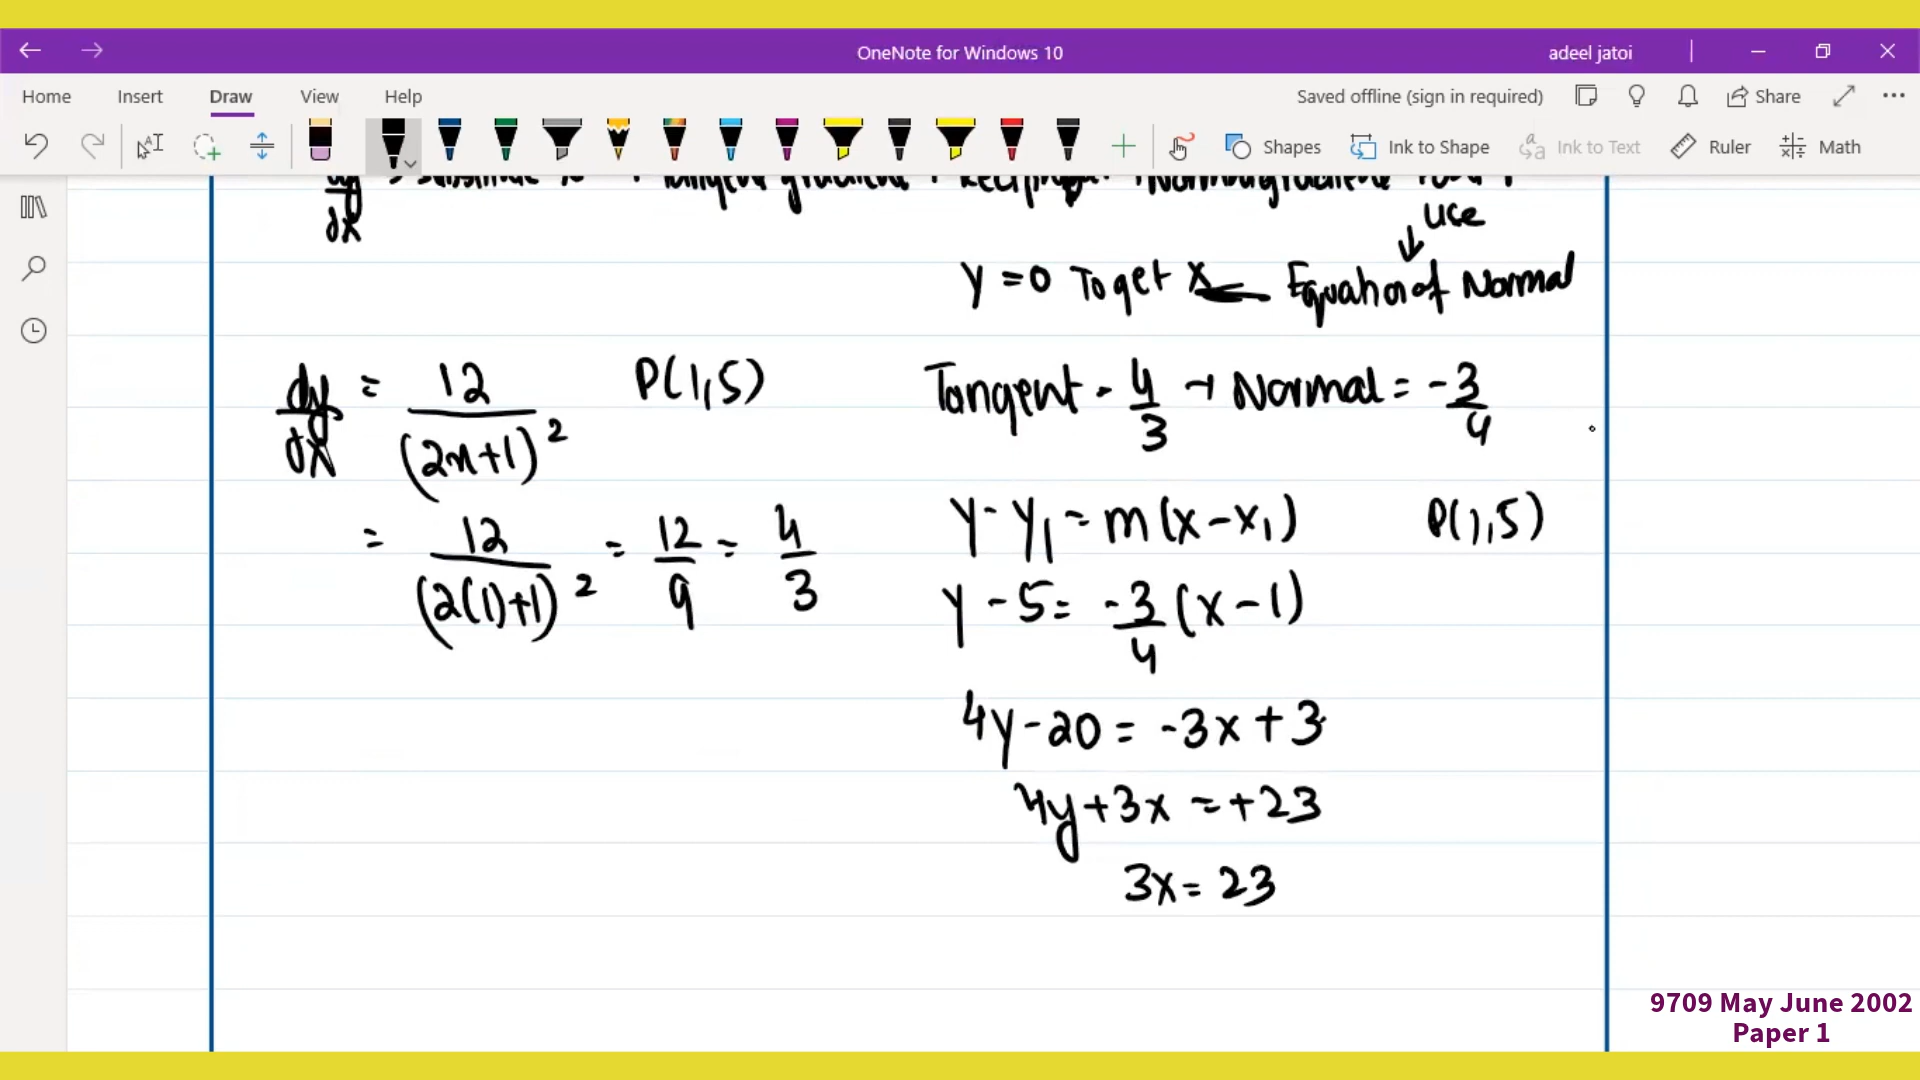 OneNote for Windows 10
adeel jatoi
Home Insert Draw View Help
Saved offline (sign in required) Share
Shapes Ink to Shape Ink to Text Ruler Math
use
dx
y = 0 To get x ← Equation of Normal
dy/dx = 12/(2x+1)² P(1,5)
= 12/(2(1)+1)² = 12/9 = 4/3
Tangent - 4/3 → Normal = -3/4
y - y₁ = m(x - x₁) P(1,5)
y - 5 = -3/4 (x - 1)
4y - 20 = -3x + 3
4y + 3x = +23
3x = 23
9709 May June 2002
Paper 1